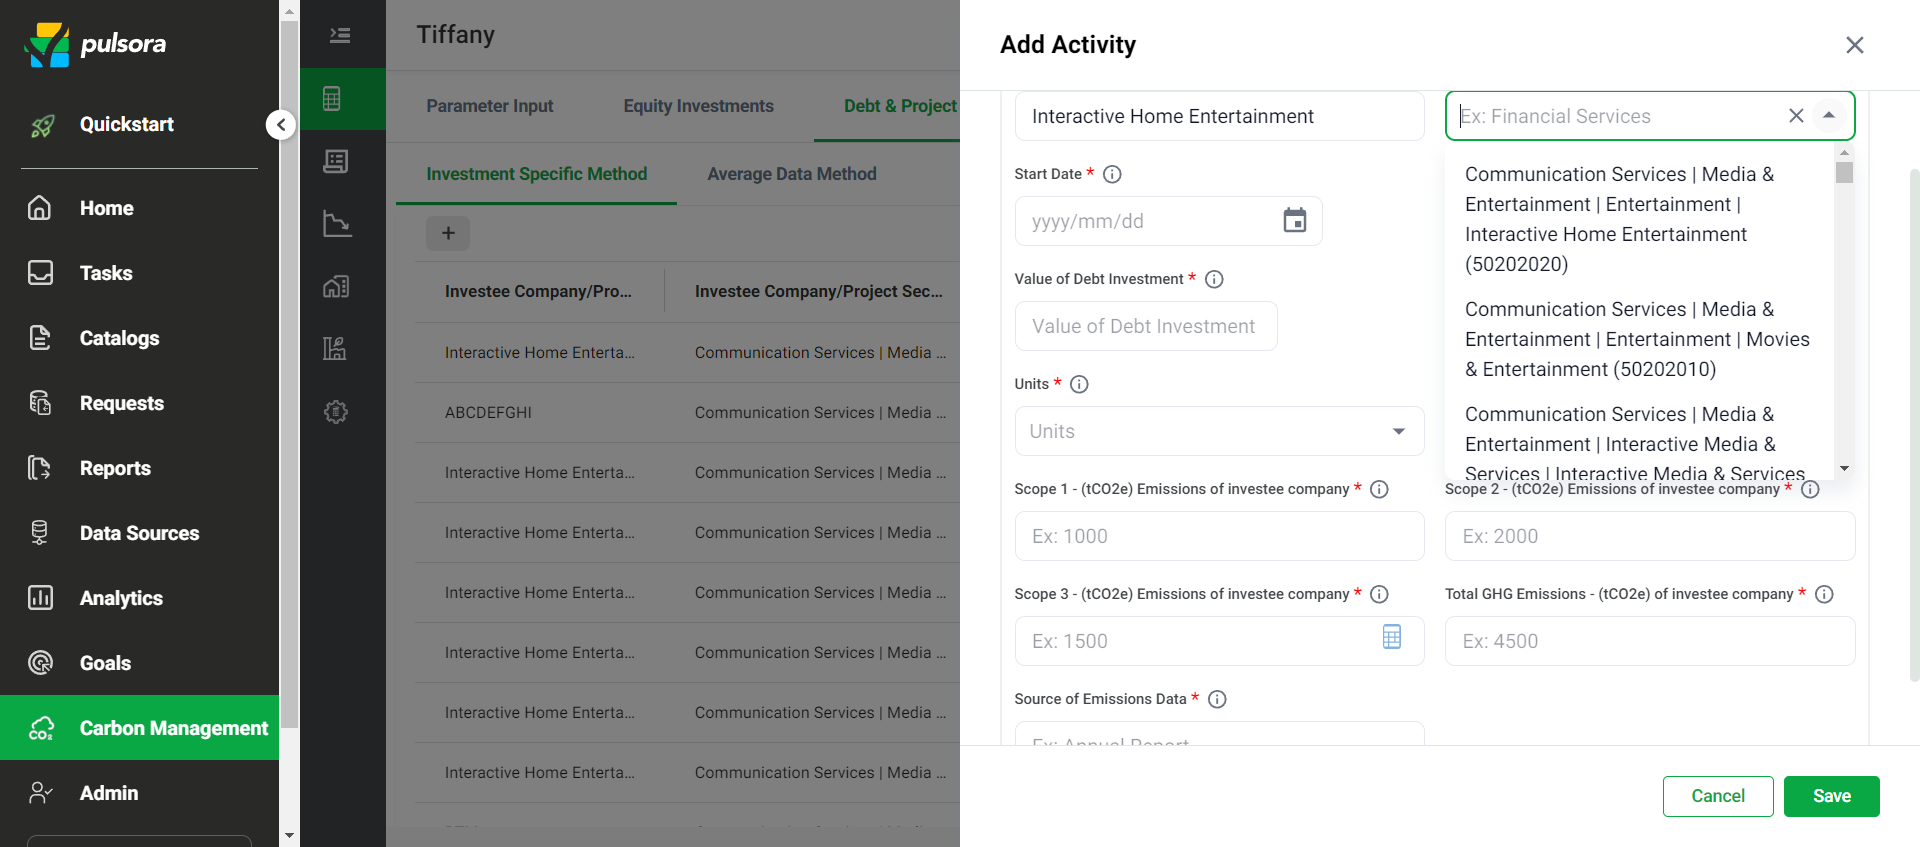 pulsora
Quickstart
Home
Tasks
Catalogs
Requests
Reports
Data Sources
Analytics
Goals
CO₂
Carbon Management
Admin
Tiffany
Parameter Input
Equity Investments
Debt & Project
Investment Specific Method
Average Data Method
+
Investee Company/Pro...
Investee Company/Project Sec...
Interactive Home Enterta...
Communication Services | Media ...
ABCDEFGHI
Communication Services | Media ...
Interactive Home Enterta...
Communication Services | Media ...
Interactive Home Enterta...
Communication Services | Media ...
Interactive Home Enterta...
Communication Services | Media ...
Interactive Home Enterta...
Communication Services | Media ...
Interactive Home Enterta...
Communication Services | Media ...
Interactive Home Enterta...
Communication Services | Media ...
Add Activity
Interactive Home Entertainment
Ex: Financial Services
Communication Services | Media &
Entertainment | Entertainment |
Interactive Home Entertainment
(50202020)
Communication Services | Media &
Entertainment | Entertainment | Movies
& Entertainment (50202010)
Communication Services | Media &
Entertainment | Interactive Media &
Services | Interactive Media & Services
Start Date *
yyyy/mm/dd
Value of Debt Investment *
Value of Debt Investment
Units *
Units
Scope 1 - (tCO2e) Emissions of investee company *
Ex: 1000
Scope 2 - (tCO2e) Emissions of investee company *
Ex: 2000
Scope 3 - (tCO2e) Emissions of investee company *
Ex: 1500
Total GHG Emissions - (tCO2e) of investee company *
Ex: 4500
Source of Emissions Data *
Ex: Annual Report
Cancel
Save